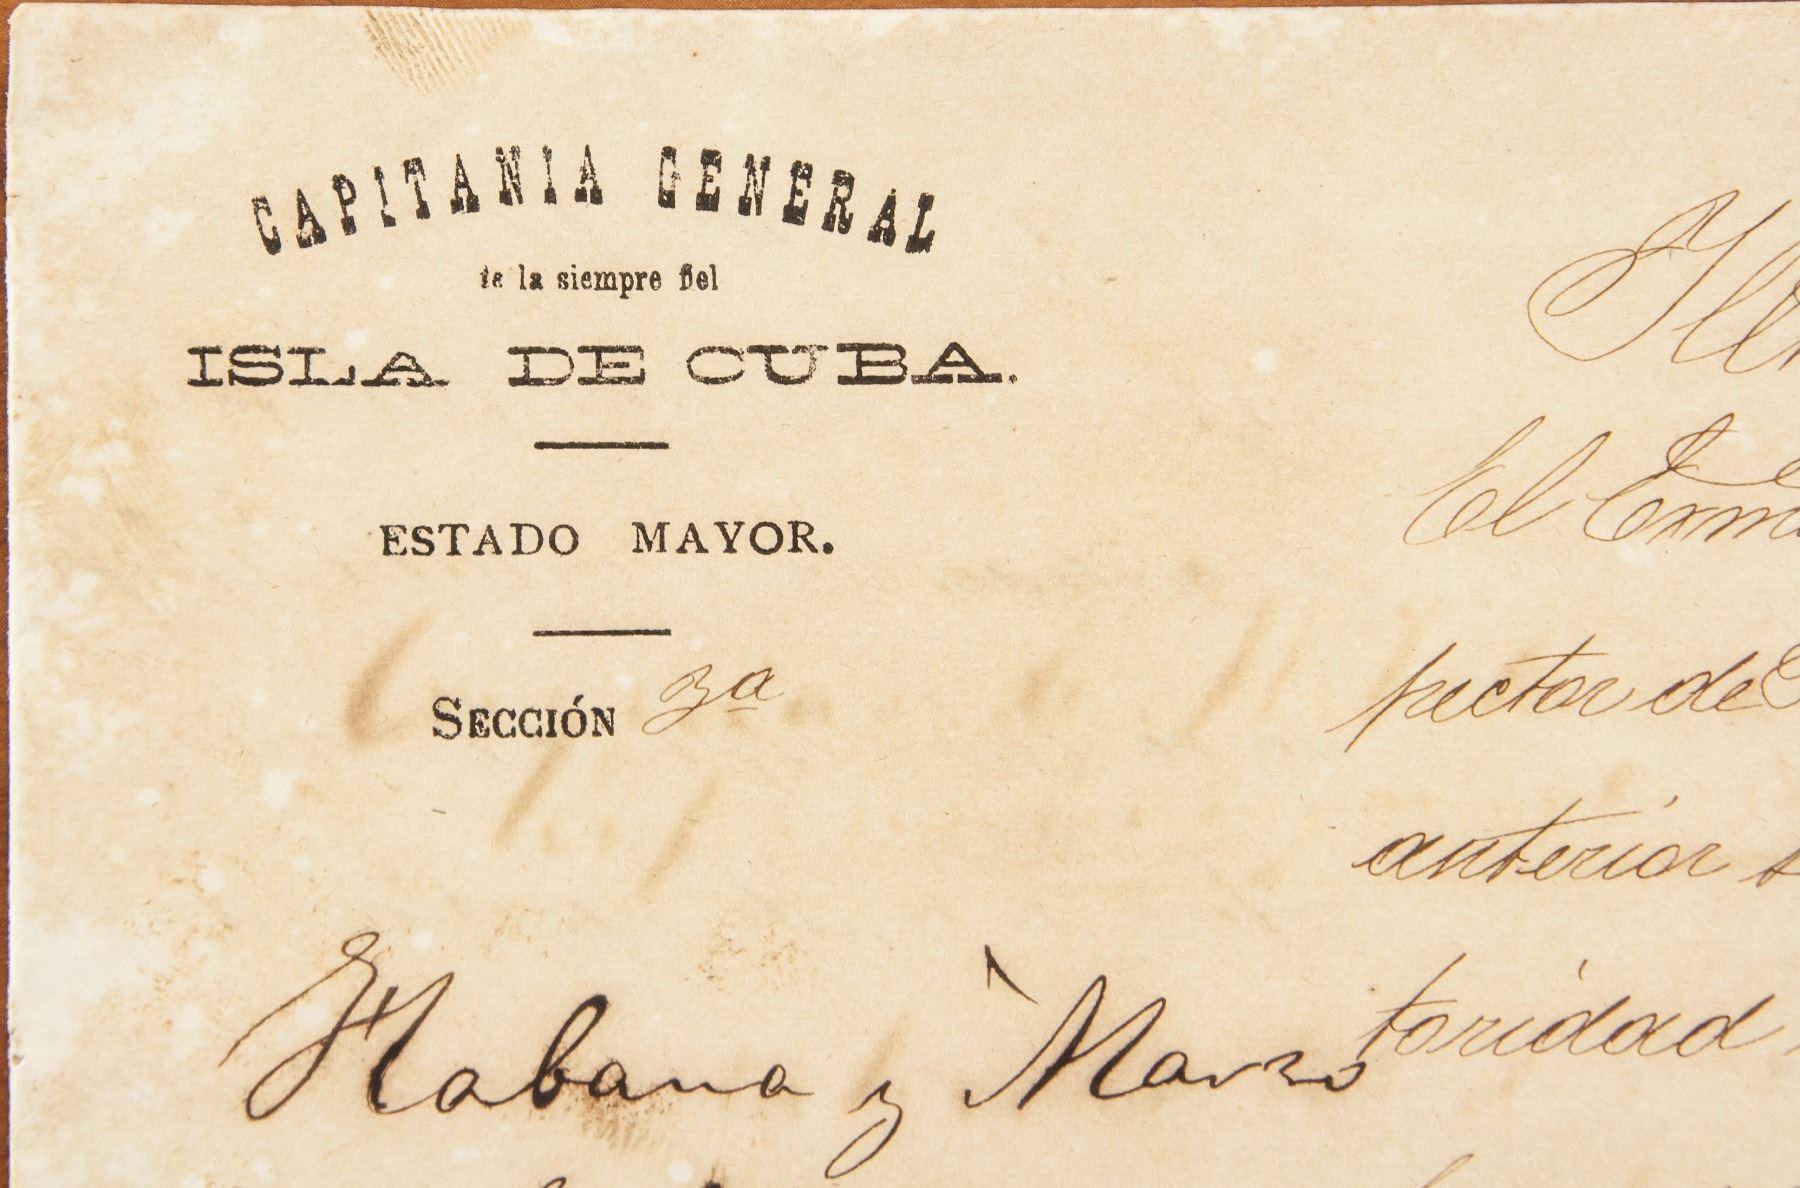 CAPITANIA GENERAL
de la siempre fiel
ISLA DE CUBA.
ESTADO MAYOR.
SECCIÓN 3ª
El Exmo
pector de
anterior
toridad
Habana y Marzo